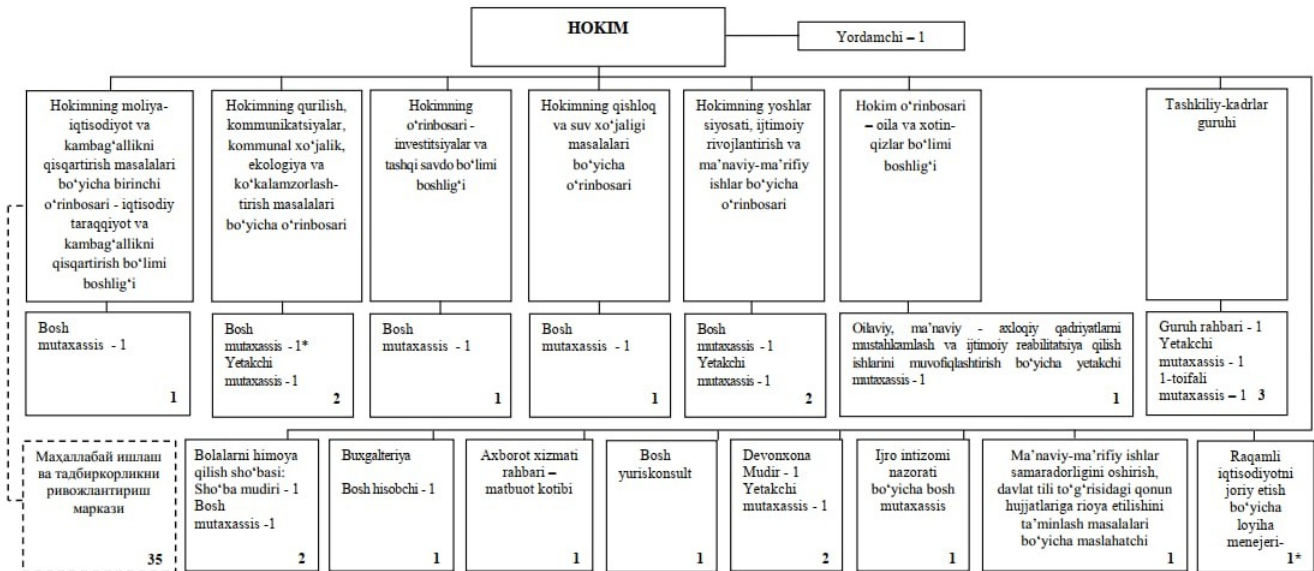 HOKIM
Yordamchi – 1
Hokimning moliya-
iqtisodiyot va
kambag‘allikni
qisqartirish masalalari
bo‘yicha birinchi
o‘rinbosari - iqtisodiy
taraqqiyot va
kambag‘allikni
qisqartirish bo‘limi
boshlig‘i
Hokimning qurilish,
kommunikatsiyalar,
kommunal xo‘jalik,
ekologiya va
ko‘kalamzorlash-
tirish masalalari
bo‘yicha o‘rinbosari
Hokimning
o‘rinbosari -
investitsiyalar va
tashqi savdo bo‘limi
boshlig‘i
Hokimning qishloq
va suv xo‘jaligi
masalalari
bo‘yicha
o‘rinbosari
Hokimning yoshlar
siyosati, ijtimoiy
rivojlantirish va
ma’naviy-ma’rifiy
ishlar bo‘yicha
o‘rinbosari
Hokim o‘rinbosari
– oila va xotin-
qizlar bo‘limi
boshlig‘i
Tashkiliy-kadrlar
guruhi
Bosh
mutaxassis - 1
1
Bosh
mutaxassis - 1*
Yetakchi
mutaxassis - 1
2
Bosh
mutaxassis - 1
1
Bosh
mutaxassis - 1
1
Bosh
mutaxassis - 1
Yetakchi
mutaxassis - 1
2
Oilaviy, ma’naviy - axloqiy qadriyatlarni
mustahkamlash va ijtimoiy reabilitatsiya qilish
ishlarini muvofiqlashtirish bo‘yicha yetakchi
mutaxassis - 1
1
Guruh rahbari - 1
Yetakchi
mutaxassis - 1
1-toifali
mutaxassis – 1 3
Маҳаллабай ишлаш
ва тадбиркорликни
ривожлантириш
маркази
35
Bolalarni himoya
qilish sho‘basi:
Sho‘ba mudiri - 1
Bosh
mutaxassis -1
2
Buxgalteriya
Bosh hisobchi - 1
1
Axborot xizmati
rahbari –
matbuot kotibi
1
Bosh
yuriskonsult
1
Devonxona
Mudir - 1
Yetakchi
mutaxassis - 1
2
Ijro intizomi
nazorati
bo‘yicha bosh
mutaxassis
1
Ma’naviy-ma’rifiy ishlar
samaradorligini oshirish,
davlat tili to‘g‘risidagi qonun
hujjatlariga rioya etilishini
ta’minlash masalalari
bo‘yicha maslahatchi
1
Raqamli
iqtisodiyotni
joriy etish
bo‘yicha
loyiha
menejeri-
1*